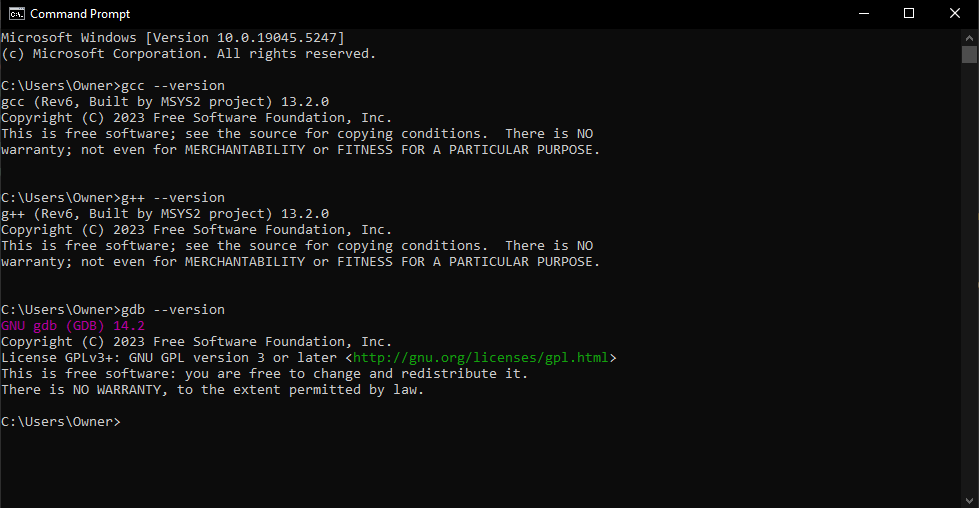 Command Prompt
Microsoft Windows [Version 10.0.19045.5247]
(c) Microsoft Corporation. All rights reserved.
C:\Users\Owner>gcc --version
gcc (Rev6, Built by MSYS2 project) 13.2.0
Copyright (C) 2023 Free Software Foundation, Inc.
This is free software; see the source for copying conditions.  There is NO
warranty; not even for MERCHANTABILITY or FITNESS FOR A PARTICULAR PURPOSE.
C:\Users\Owner>g++ --version
g++ (Rev6, Built by MSYS2 project) 13.2.0
Copyright (C) 2023 Free Software Foundation, Inc.
This is free software; see the source for copying conditions.  There is NO
warranty; not even for MERCHANTABILITY or FITNESS FOR A PARTICULAR PURPOSE.
C:\Users\Owner>gdb --version
GNU gdb (GDB) 14.2
Copyright (C) 2023 Free Software Foundation, Inc.
License GPLv3+: GNU GPL version 3 or later <http://gnu.org/licenses/gpl.html>
This is free software: you are free to change and redistribute it.
There is NO WARRANTY, to the extent permitted by law.
C:\Users\Owner>